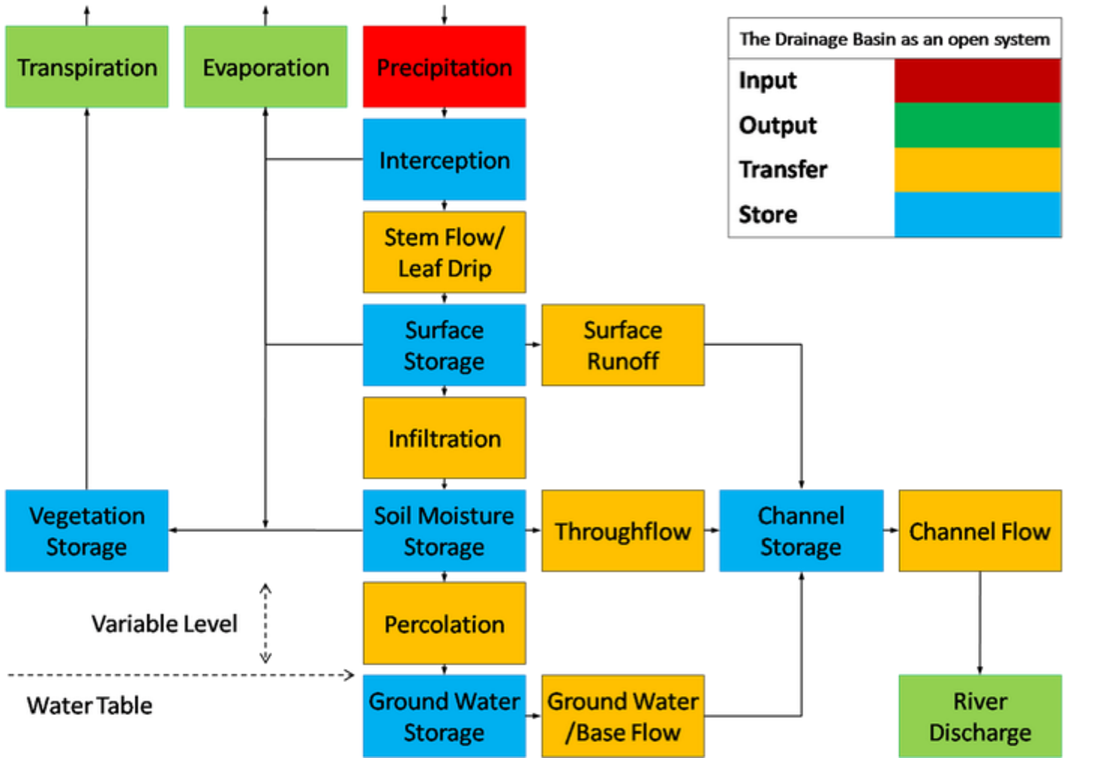 Transpiration
Evaporation
Precipitation
The Drainage Basin as an open system
Input
Output
Transfer
Store
Interception
Stem Flow/
Leaf Drip
Surface
Storage
Surface
Runoff
Infiltration
Vegetation
Storage
Soil Moisture
Storage
Throughflow
Channel
Storage
Channel Flow
Variable Level
Percolation
Water Table
Ground Water
Storage
Ground Water
/Base Flow
River
Discharge